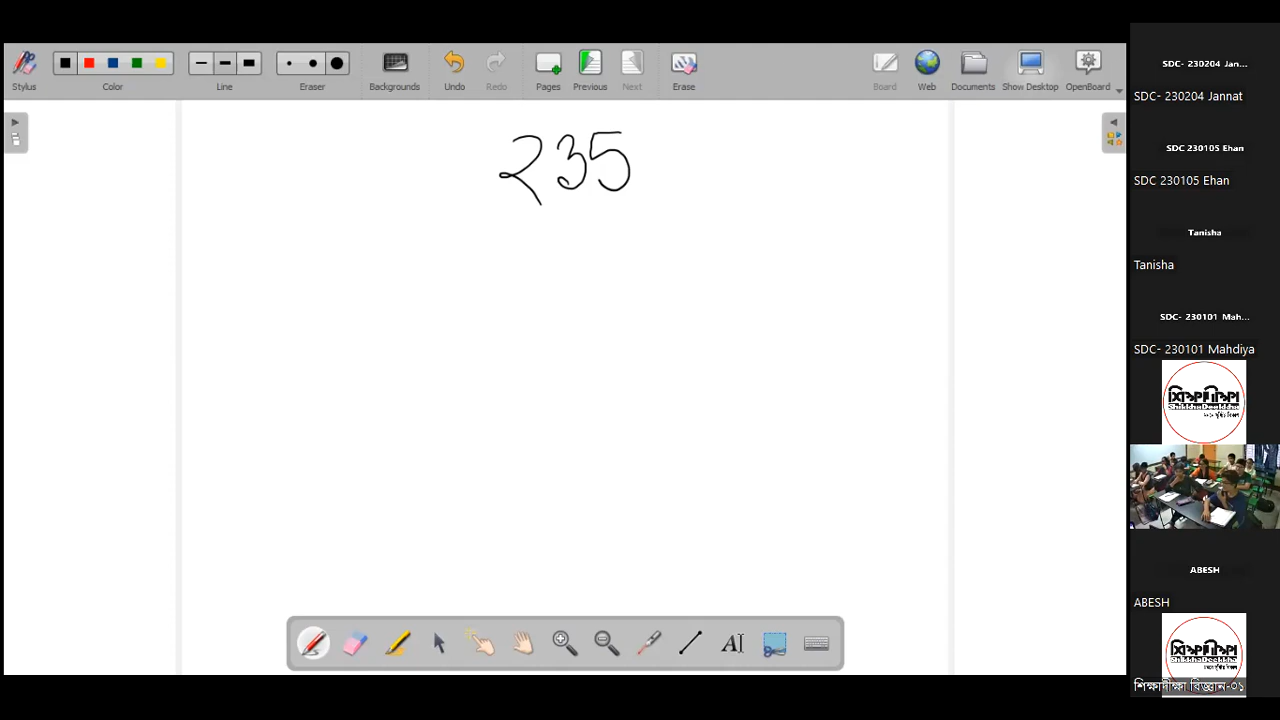 SDC- 230204 Jan...
SDC- 230204 Jannat
Stylus
Color
Line
Eraser
Backgrounds
Undo
Redo
Pages
Previous
Next
Erase
Board
Web
Documents
Show Desktop
OpenBoard
235
SDC 230105 Ehan
SDC 230105 Ehan
Tanisha
Tanisha
SDC- 230101 Mah...
SDC- 230101 Mahdiya
ShikkhaDeekkha
ABESH
ABESH
শিক্ষাদীক্ষা বিজ্ঞান-০১